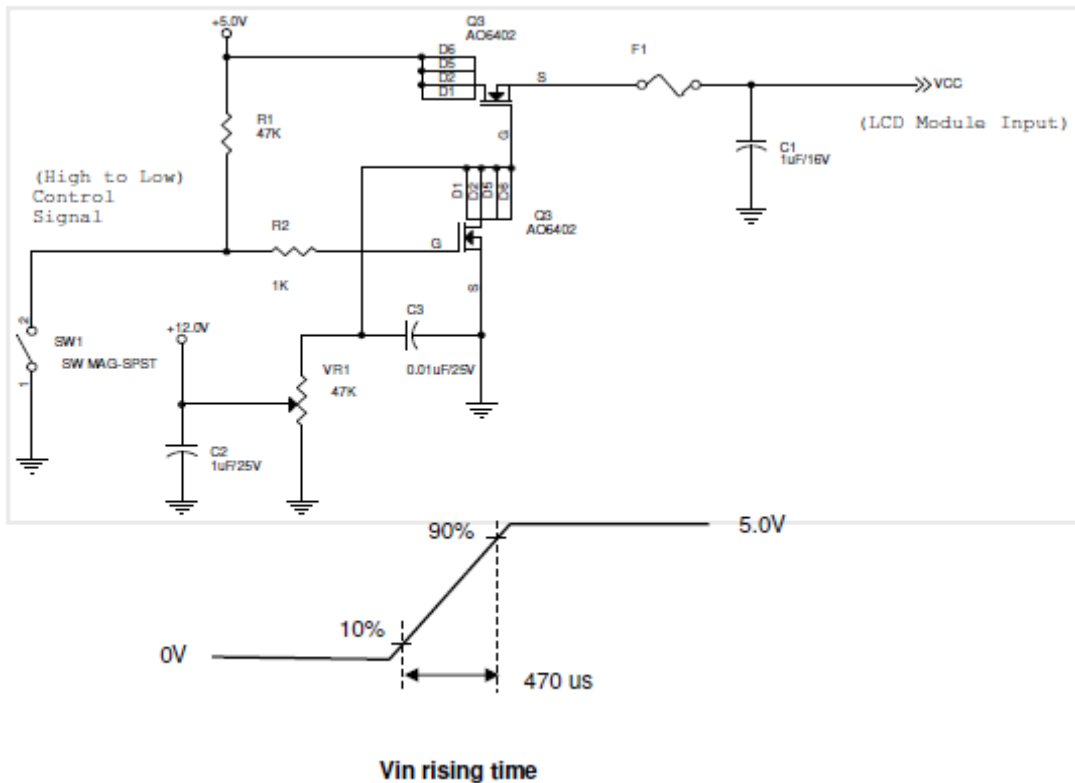 +5.0V
Q3
AO6402
D6
D5
D2
D1
S
G
F1
VCC
(LCD Module Input)
C1
1uF/16V
R1
47K
(High to Low)
Control
Signal
D1
D2
D5
D6
Q3
AO6402
R2
1K
G
S
2
1
SW1
SW MAG-SPST
+12.0V
C3
0.01uF/25V
VR1
47K
C2
1uF/25V
90%
5.0V
10%
0V
470 us
Vin rising time